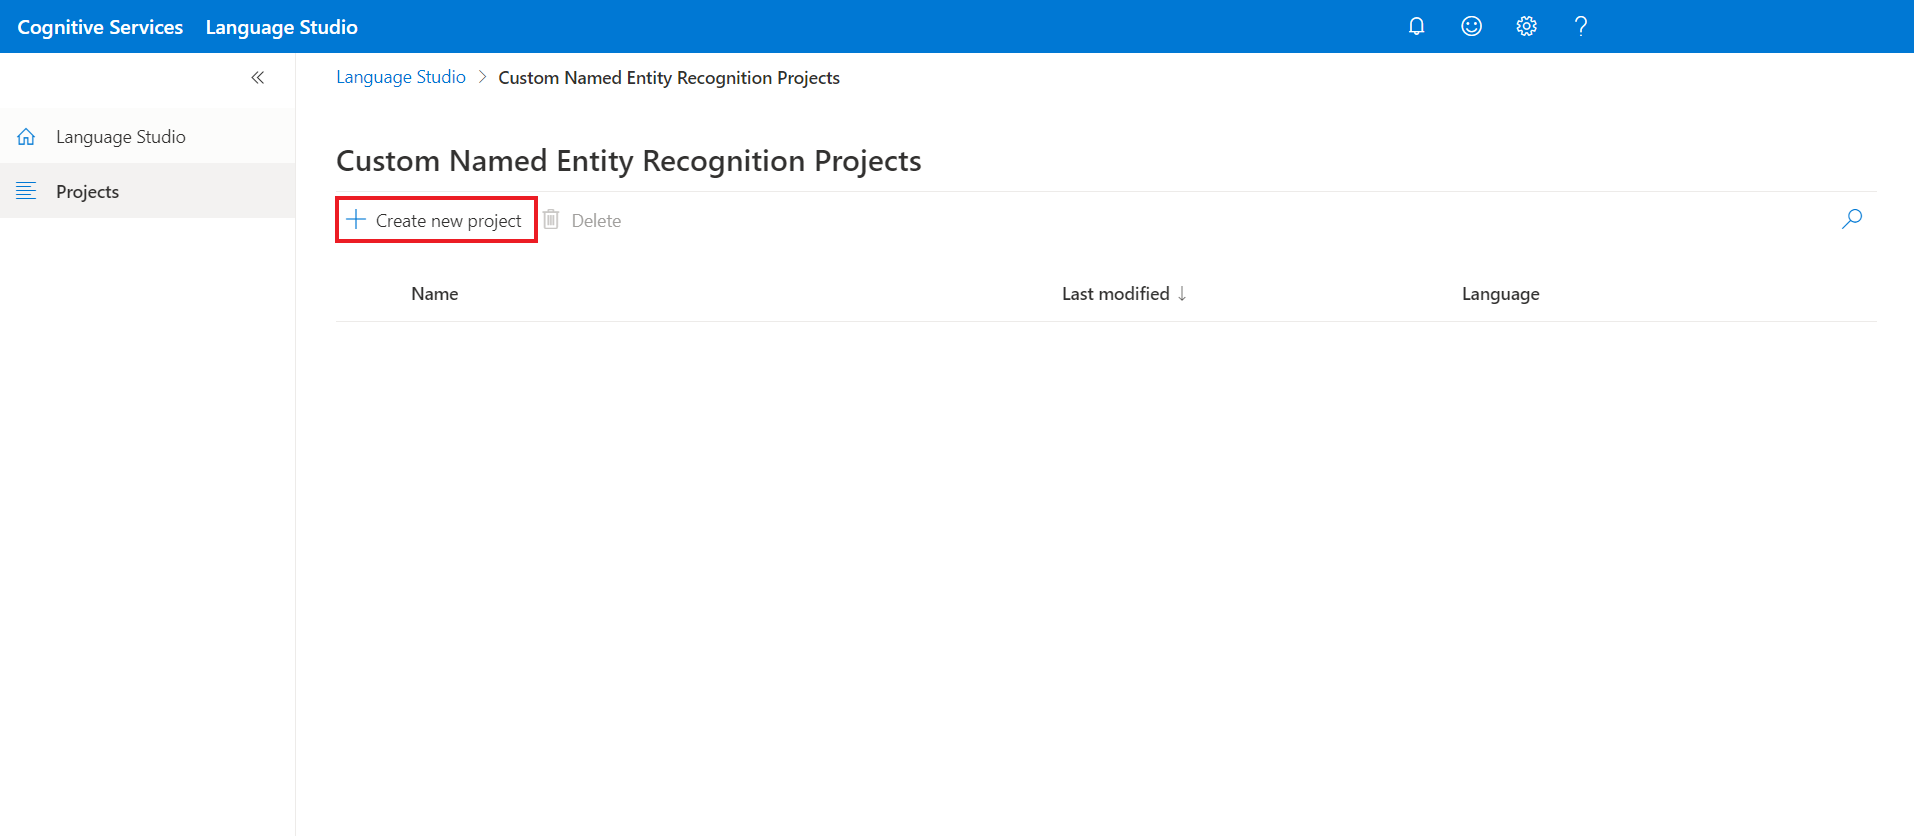 Cognitive Services Language Studio
Language Studio > Custom Named Entity Recognition Projects
Language Studio
Projects
Custom Named Entity Recognition Projects
Create new project Delete
Name Last modified ↓ Language